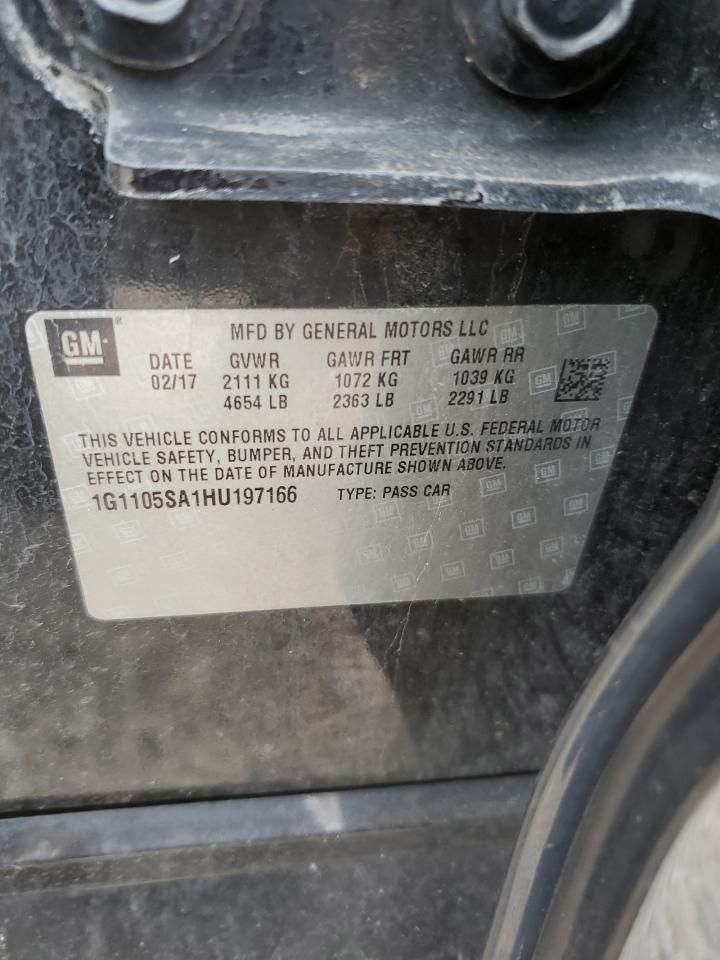 GM®
MFD BY GENERAL MOTORS LLC
DATE GVWR GAWR FRT GAWR RR
02/17 2111 KG 1072 KG 1039 KG
4654 LB 2363 LB 2291 LB
THIS VEHICLE CONFORMS TO ALL APPLICABLE U.S. FEDERAL MOTOR
VEHICLE SAFETY, BUMPER, AND THEFT PREVENTION STANDARDS IN
EFFECT ON THE DATE OF MANUFACTURE SHOWN ABOVE.
1G1105SA1HU197166 TYPE: PASS CAR